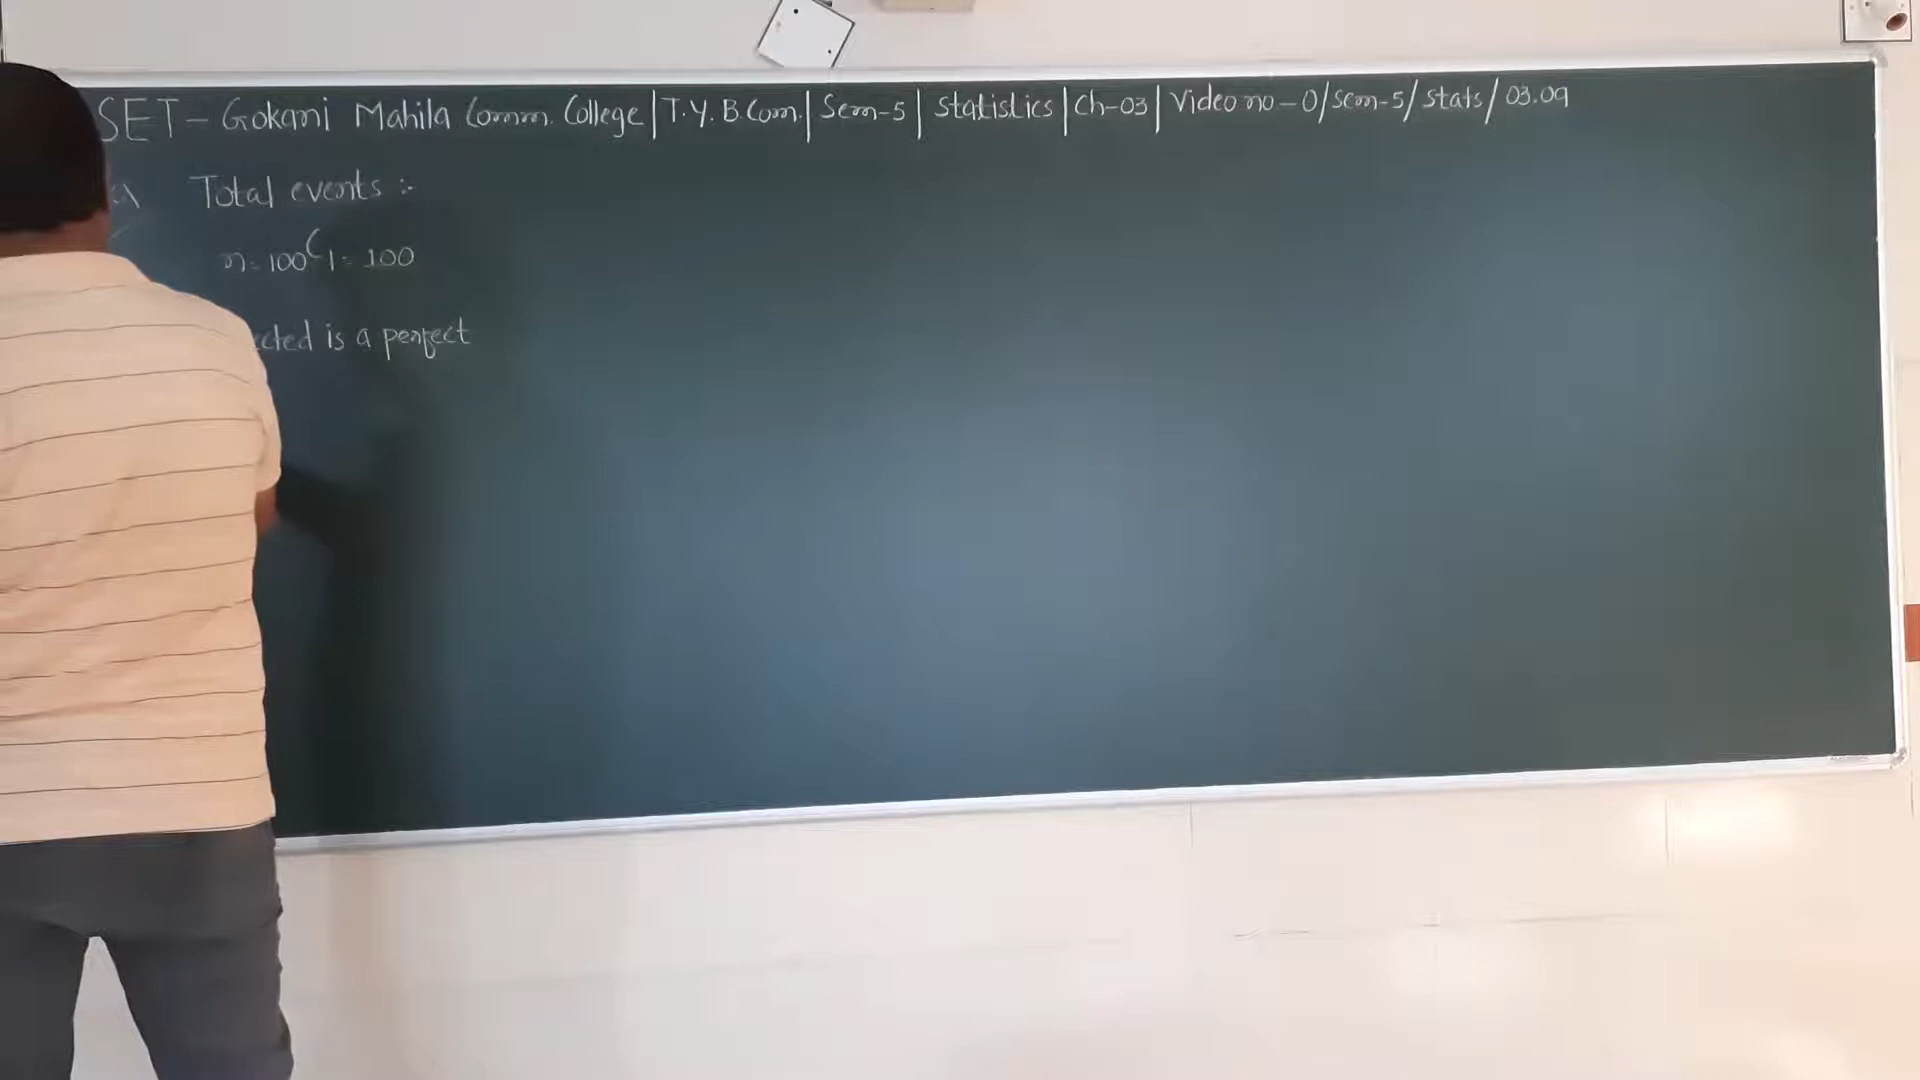 SET - Gokani Mahila Comm. College | T.Y. B.Com. | Sem-5 | Statistics | Ch-03 | Video no - 0/sem-5/stats/03.09
Total events :-
n = 100C1 = 100
is a perfect